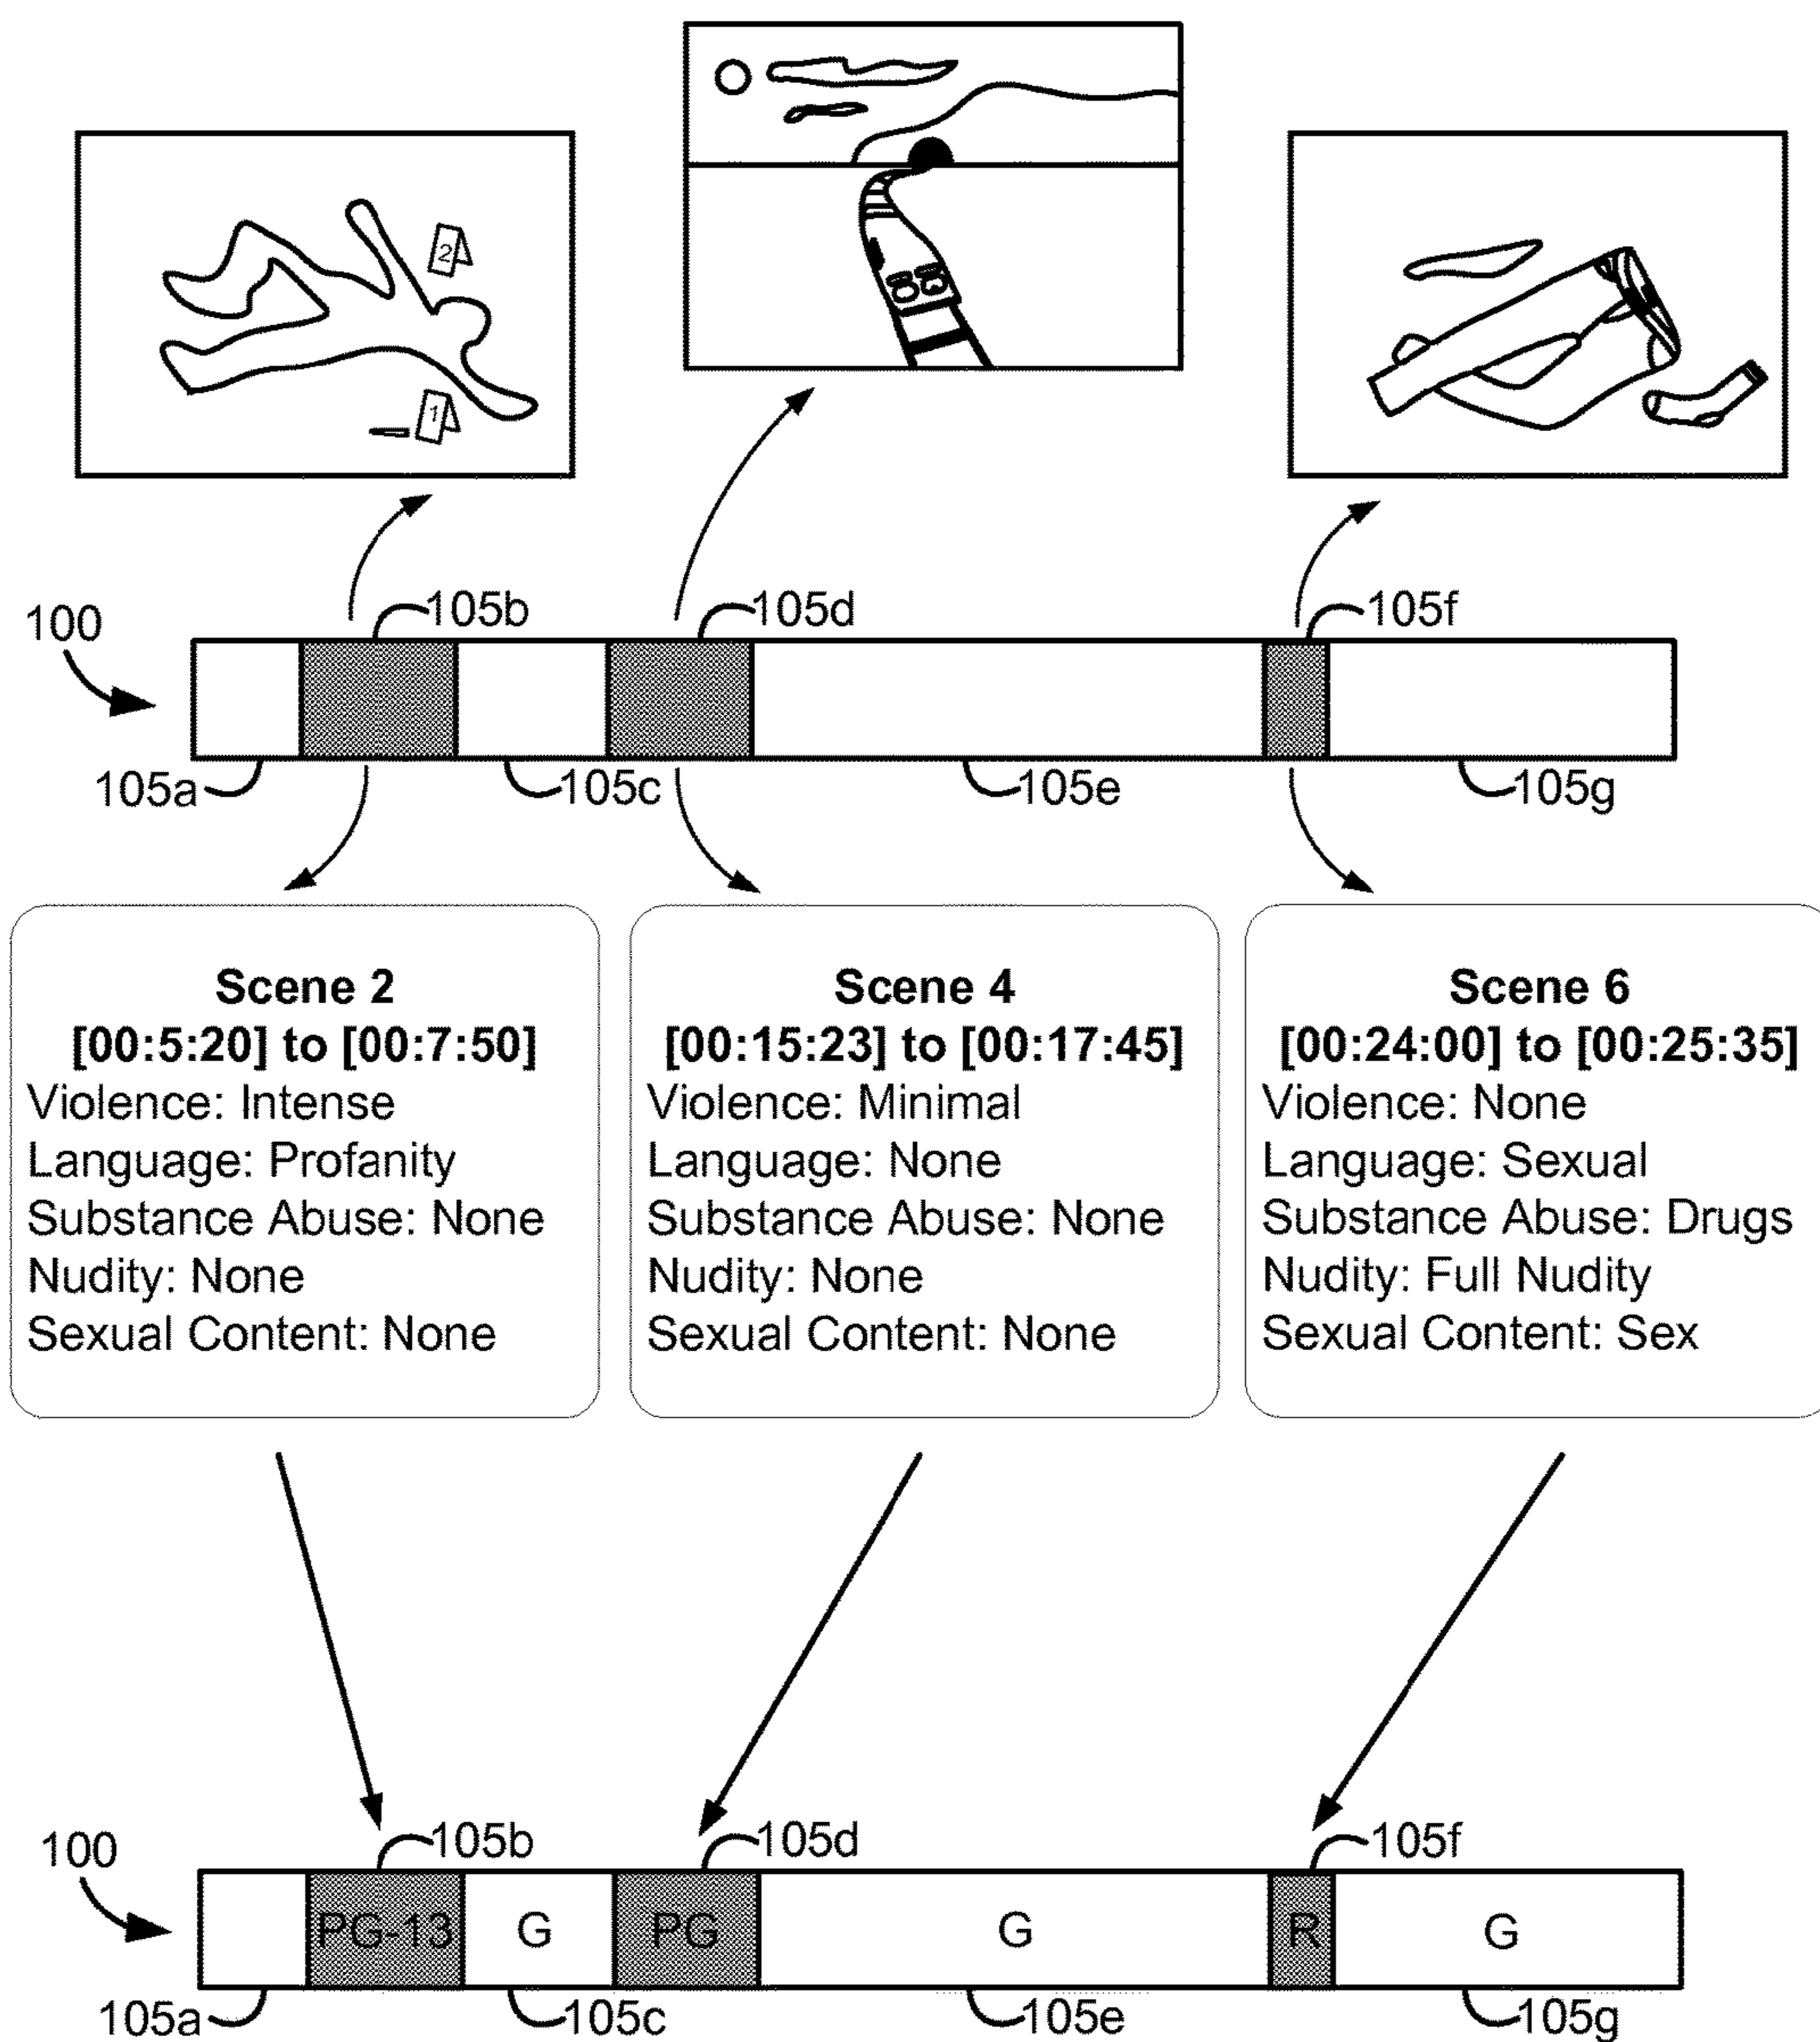 2
1
105b
105d
105f
100
105a
105c
105e
105g
Scene 2
[00:5:20] to [00:7:50]
Violence: Intense
Language: Profanity
Substance Abuse: None
Nudity: None
Sexual Content: None
Scene 4
[00:15:23] to [00:17:45]
Violence: Minimal
Language: None
Substance Abuse: None
Nudity: None
Sexual Content: None
Scene 6
[00:24:00] to [00:25:35]
Violence: None
Language: Sexual
Substance Abuse: Drugs
Nudity: Full Nudity
Sexual Content: Sex
100
105b
105d
105f
PG-13
G
PG
G
R
G
105a
105c
105e
105g